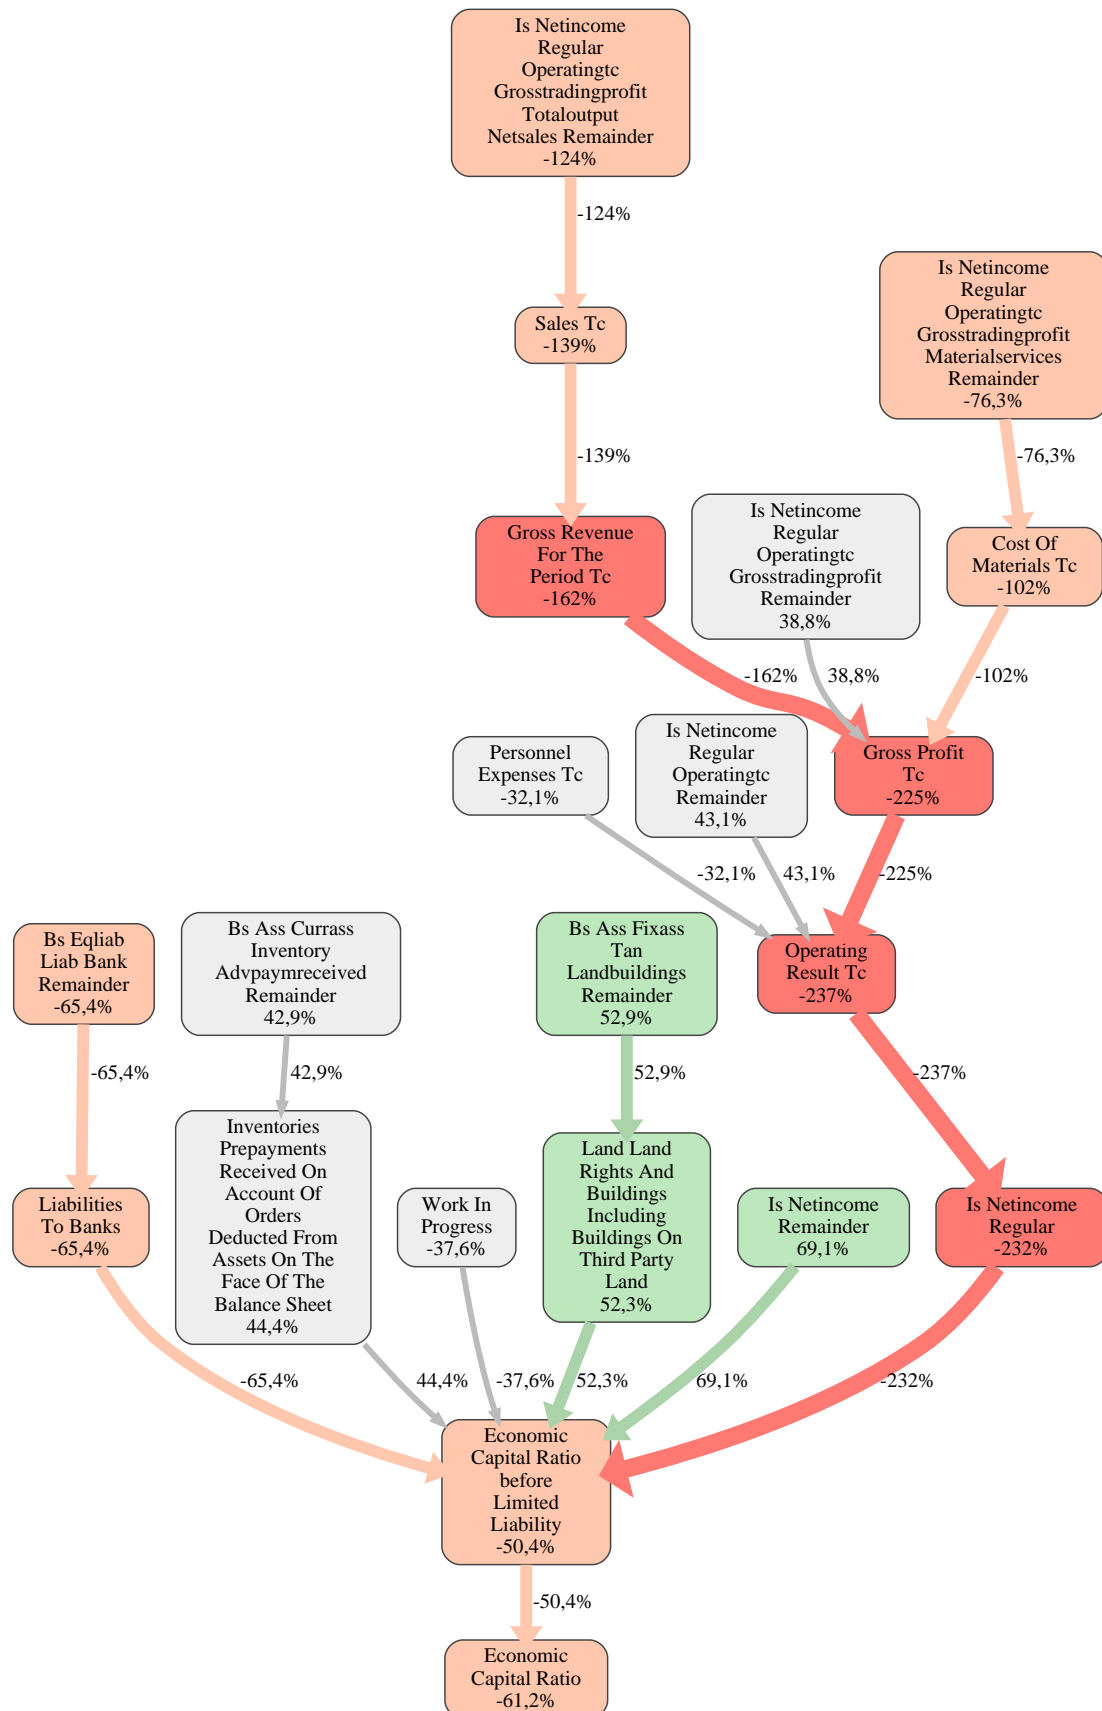 Is Netincome
Regular
Operatingtc
Grosstradingprofit
Totaloutput
Netsales Remainder
-124%
-124%
Is Netincome
Regular
Operatingtc
Grosstradingprofit
Materialservices
Remainder
-76,3%
Sales Tc
-139%
-139%
-76,3%
Gross Revenue
For The
Period Tc
-162%
Is Netincome
Regular
Operatingtc
Grosstradingprofit
Remainder
38,8%
Cost Of
Materials Tc
-102%
-162%
38,8%
-102%
Personnel
Expenses Tc
-32,1%
Is Netincome
Regular
Operatingtc
Remainder
43,1%
Gross Profit
Tc
-225%
-32,1%
43,1%
-225%
Bs Eqliab
Liab Bank
Remainder
-65,4%
Bs Ass Currass
Inventory
Advpaymreceived
Remainder
42,9%
Bs Ass Fixass
Tan
Landbuildings
Remainder
52,9%
Operating
Result Tc
-237%
-65,4%
42,9%
52,9%
-237%
Liabilities
To Banks
-65,4%
Inventories
Prepayments
Received On
Account Of
Orders
Deducted From
Assets On The
Face Of The
Balance Sheet
44,4%
Work In
Progress
-37,6%
Land Land
Rights And
Buildings
Including
Buildings On
Third Party
Land
52,3%
Is Netincome
Remainder
69,1%
Is Netincome
Regular
-232%
-65,4%
44,4%
-37,6%
52,3%
69,1%
-232%
Economic
Capital Ratio
before
Limited
Liability
-50,4%
-50,4%
Economic
Capital Ratio
-61,2%